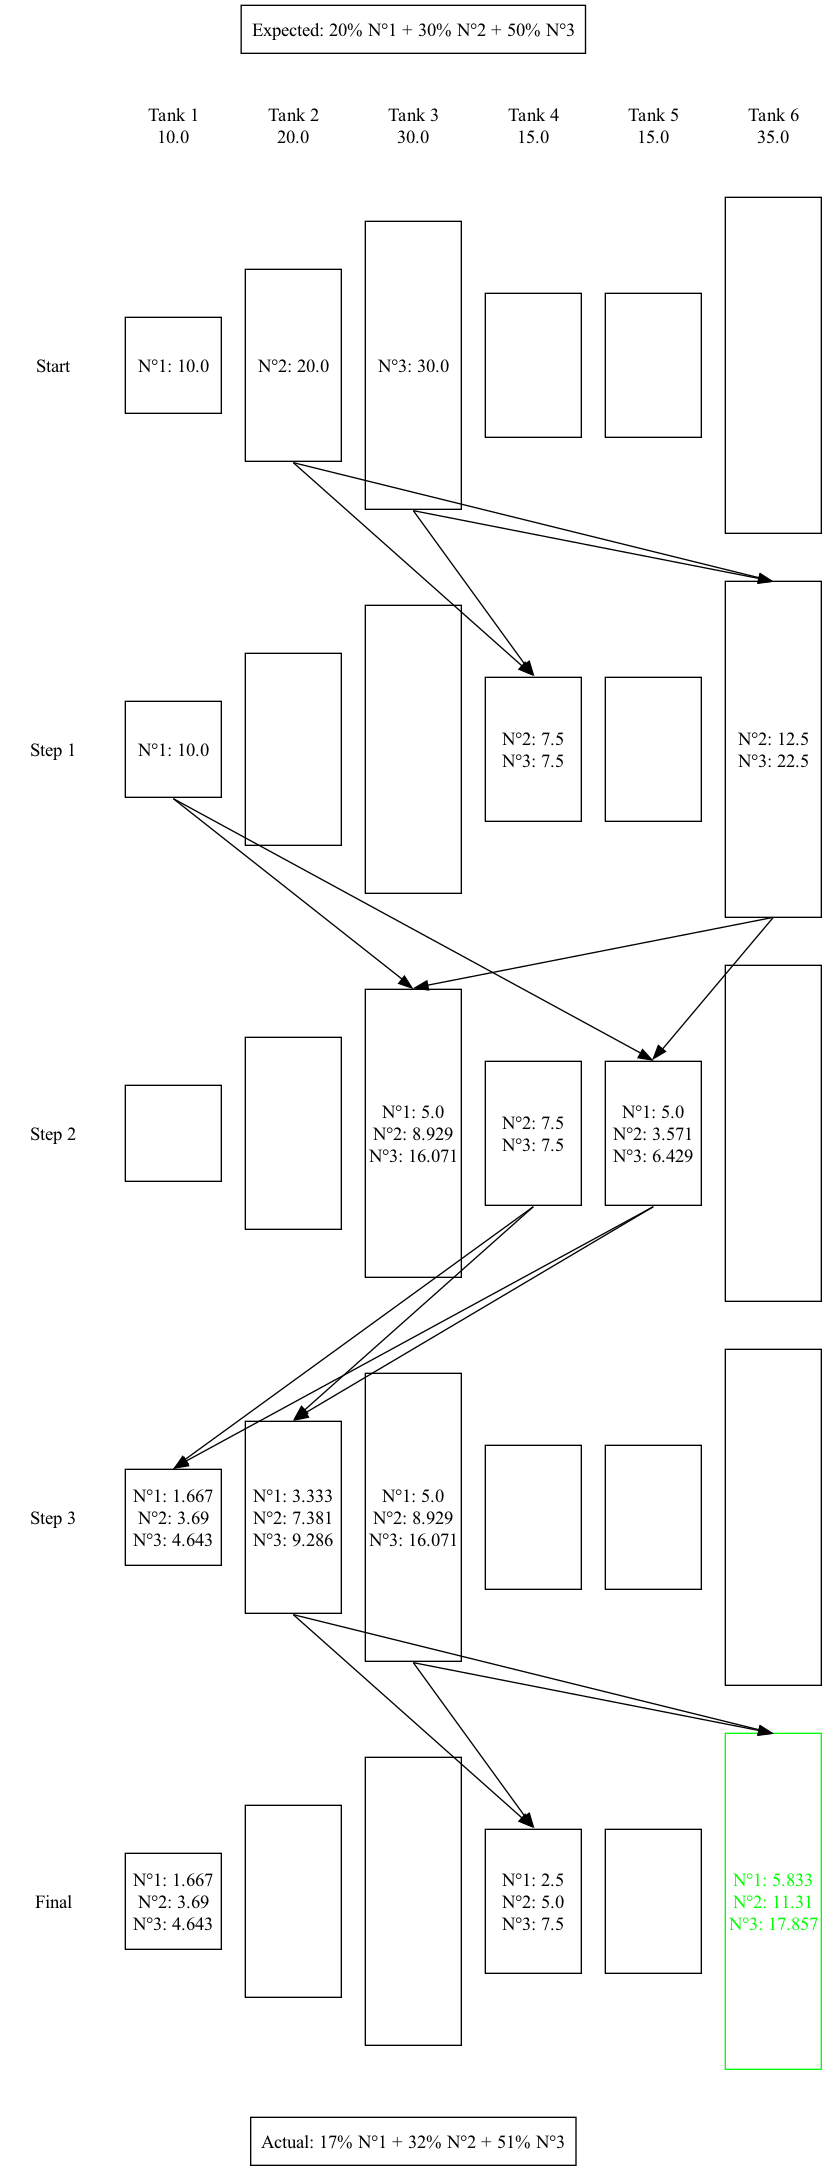 Expected: 20% N°1 + 30% N°2 + 50% N°3
Tank 1
10.0
Tank 2
20.0
Tank 3
30.0
Tank 4
15.0
Tank 5
15.0
Tank 6
35.0
Start
N°1: 10.0
N°2: 20.0
N°3: 30.0
Step 1
N°1: 10.0
N°2: 7.5
N°3: 7.5
N°2: 12.5
N°3: 22.5
Step 2
N°1: 5.0
N°2: 8.929
N°3: 16.071
N°2: 7.5
N°3: 7.5
N°1: 5.0
N°2: 3.571
N°3: 6.429
Step 3
N°1: 1.667
N°2: 3.69
N°3: 4.643
N°1: 3.333
N°2: 7.381
N°3: 9.286
N°1: 5.0
N°2: 8.929
N°3: 16.071
Final
N°1: 1.667
N°2: 3.69
N°3: 4.643
N°1: 2.5
N°2: 5.0
N°3: 7.5
N°1: 5.833
N°2: 11.31
N°3: 17.857
Actual: 17% N°1 + 32% N°2 + 51% N°3